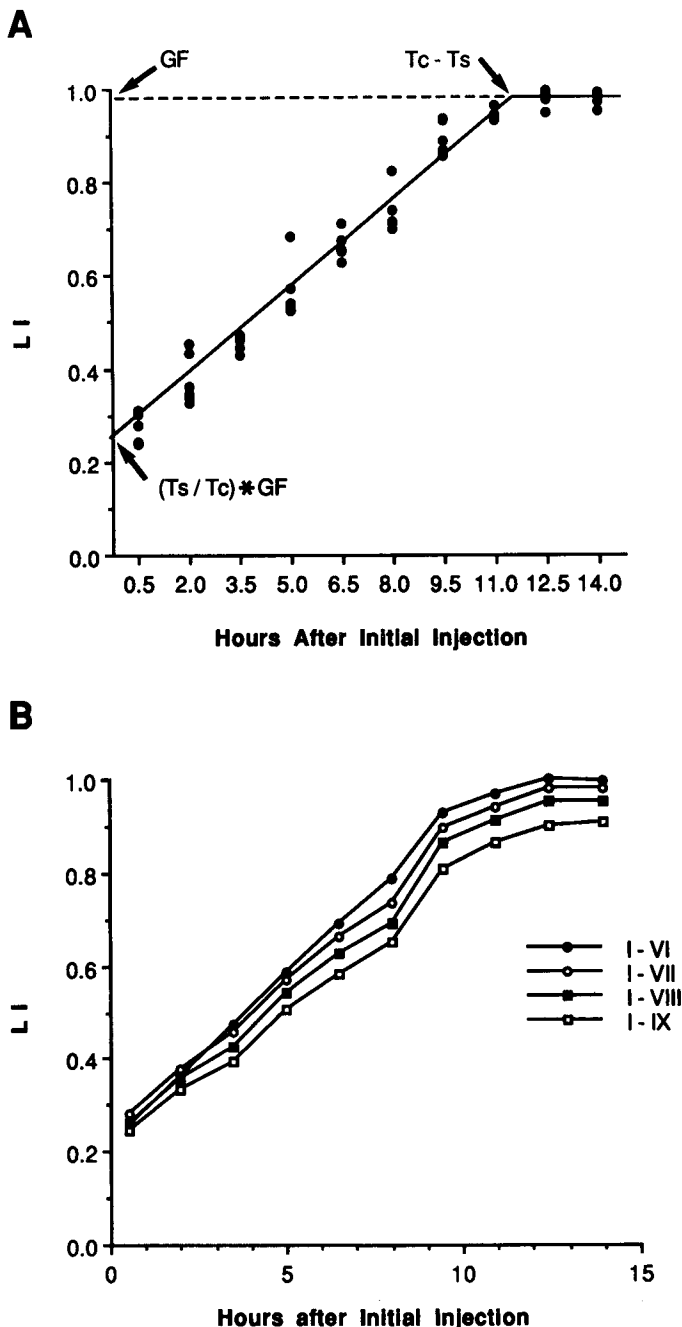 A
GF
Tc - Ts
1.0
0.8
0.6
0.4
0.2
0.0
LI
(Ts / Tc) * GF
0.5 2.0 3.5 5.0 6.5 8.0 9.5 11.0 12.5 14.0
Hours After Initial Injection
B
1.0
0.8
0.6
0.4
0.2
0.0
LI
I - VI
I - VII
I - VIII
I - IX
0 5 10 15
Hours after Initial Injection